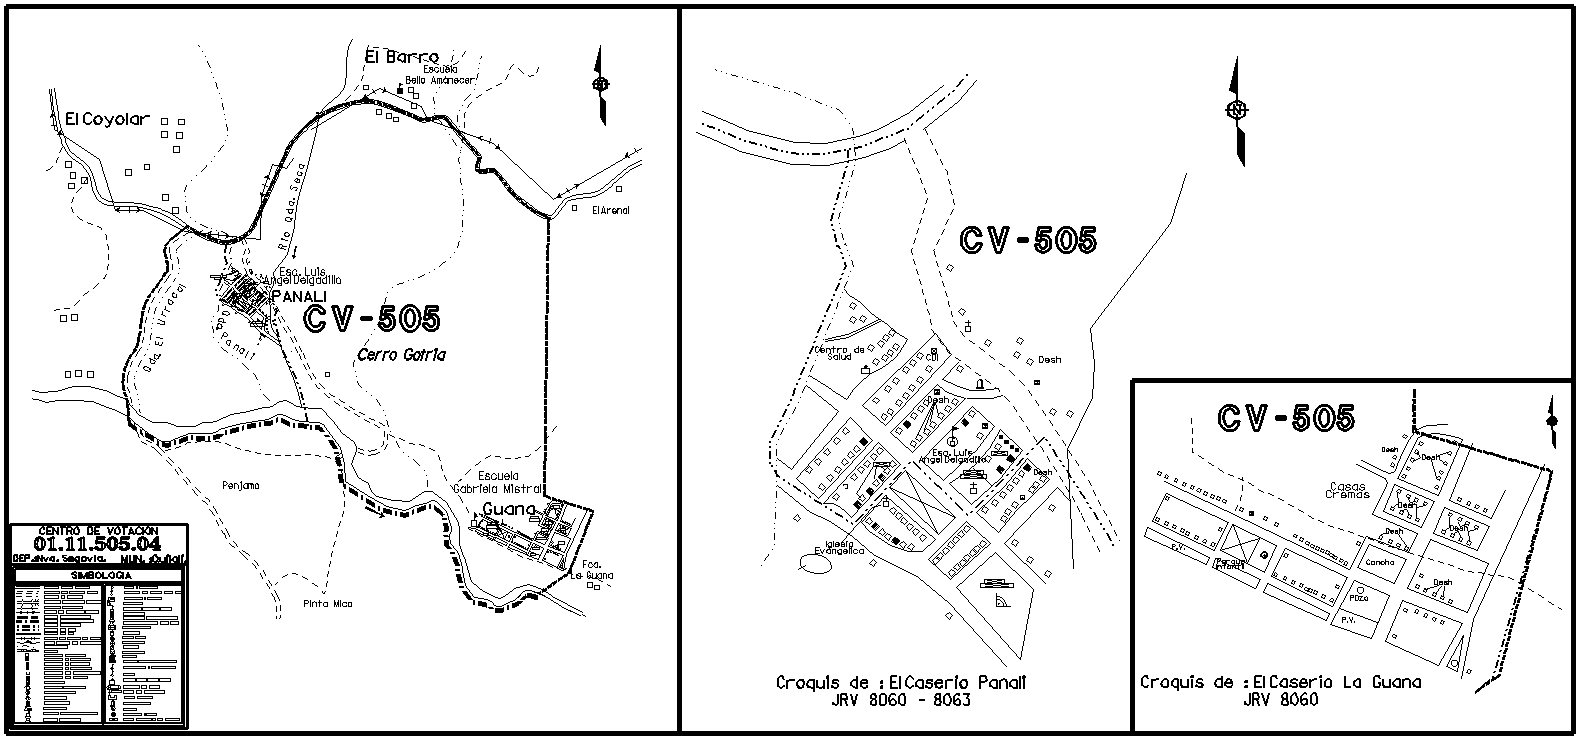 El Barro
Escuela
Bello Amanecer
El Coyolar
El Arenal
Rio Qda. Seca
Esc. Luis
Angel Delgadillo
PANALI
CV-505
Qda. El Urracal
Qda.
Panali
Cerro Gotria
Penjamo
Escuela
Gabriela Mistral
Guana
Fca.
La Guana
Pinta Mico
CENTRO DE VOTACION
01.11.505.04
DEP. :Nva. Segovia.
MUN. :Quilali.
SIMBOLOGIA
N
CV-505
Desh
Centro de
Salud
CDI
Desh
Esc. Luis
Angel Delgadillo
Desh
Iglesia
Evangelica
Croquis de : El Caserio Panali
JRV 8060 - 8063
CV-505
Desh
Desh
Casas
Cremas
Desh
Desh
Desh
P.V.
Parque
Infantil
Cancha
Desh
Pozo
P.V.
Croquis de : El Caserio La Guana
JRV 8060